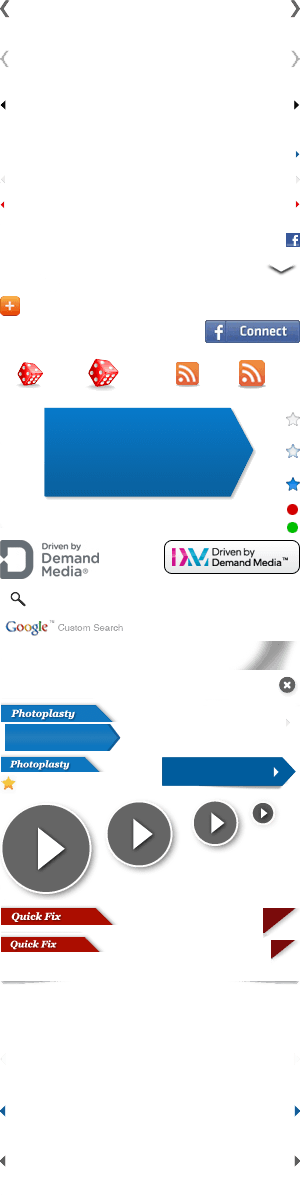 f
f Connect
Driven by
Demand
Media®
Driven by
Demand Media™
Google™ Custom Search
Photoplasty
Photoplasty
Quick Fix
Quick Fix